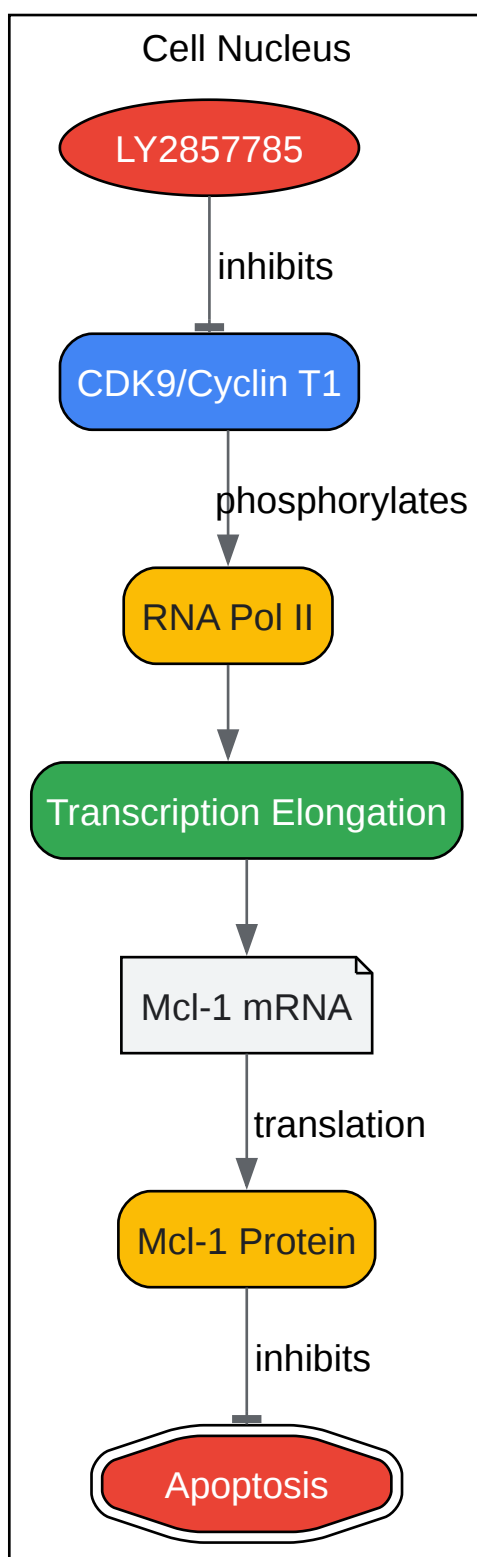 Cell Nucleus
LY2857785
inhibits
CDK9/Cyclin T1
phosphorylates
RNA Pol II
Transcription Elongation
Mcl-1 mRNA
translation
Mcl-1 Protein
inhibits
Apoptosis